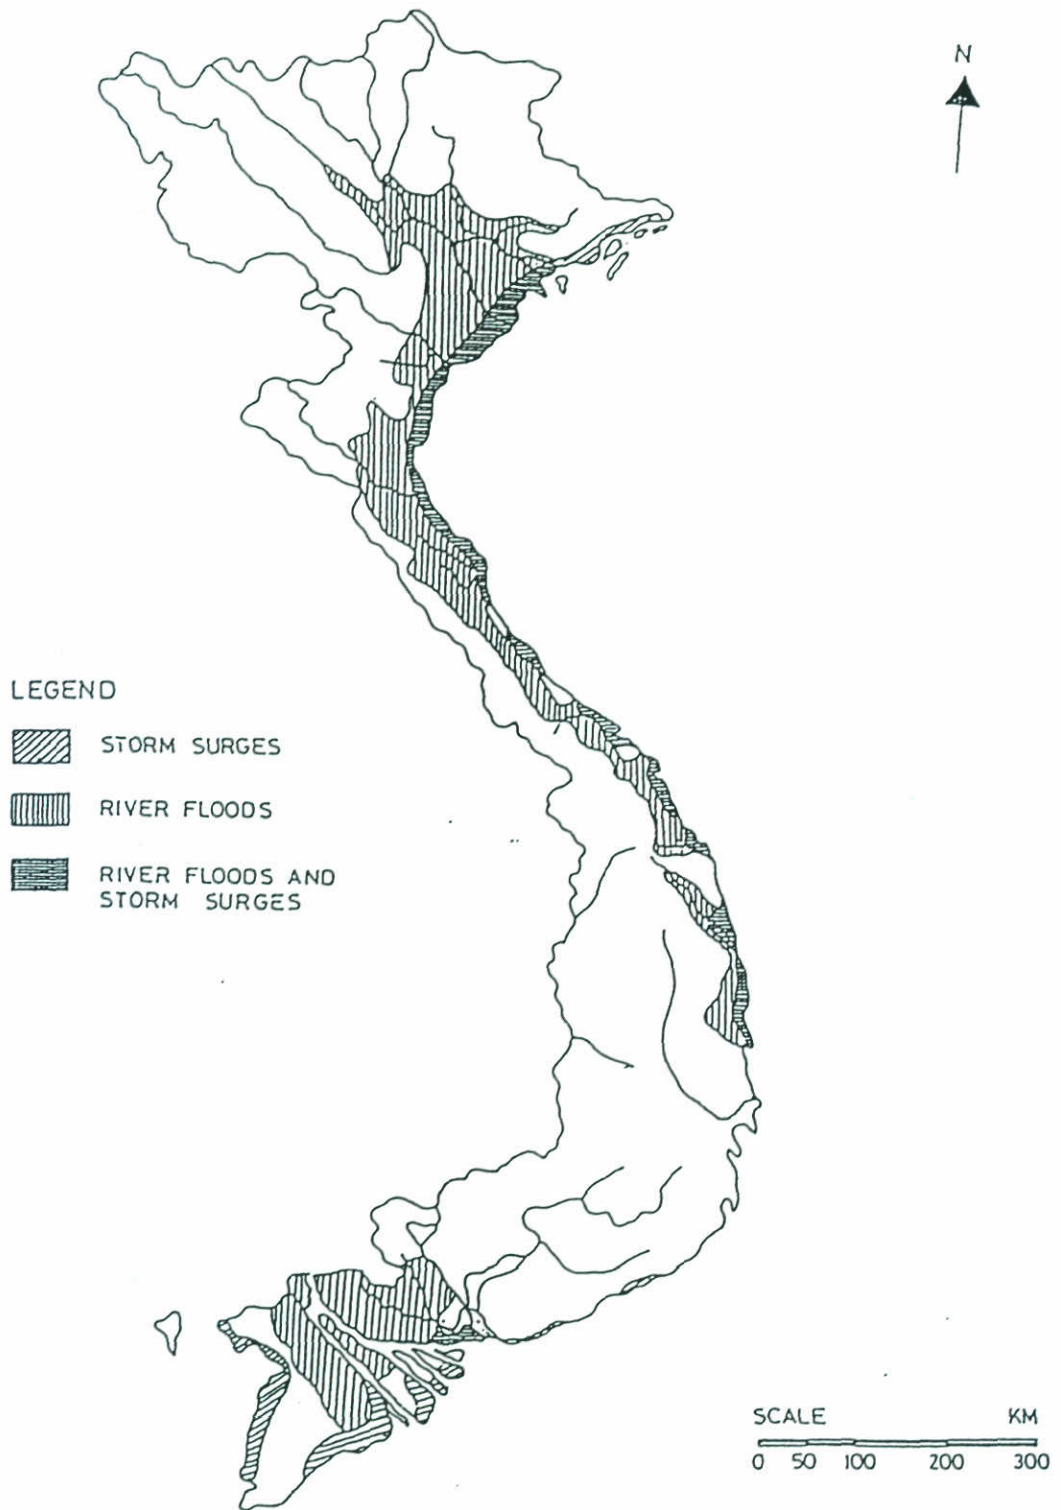 N
LEGEND
STORM SURGES
RIVER FLOODS
RIVER FLOODS AND
STORM SURGES
SCALE KM
0 50 100 200 300